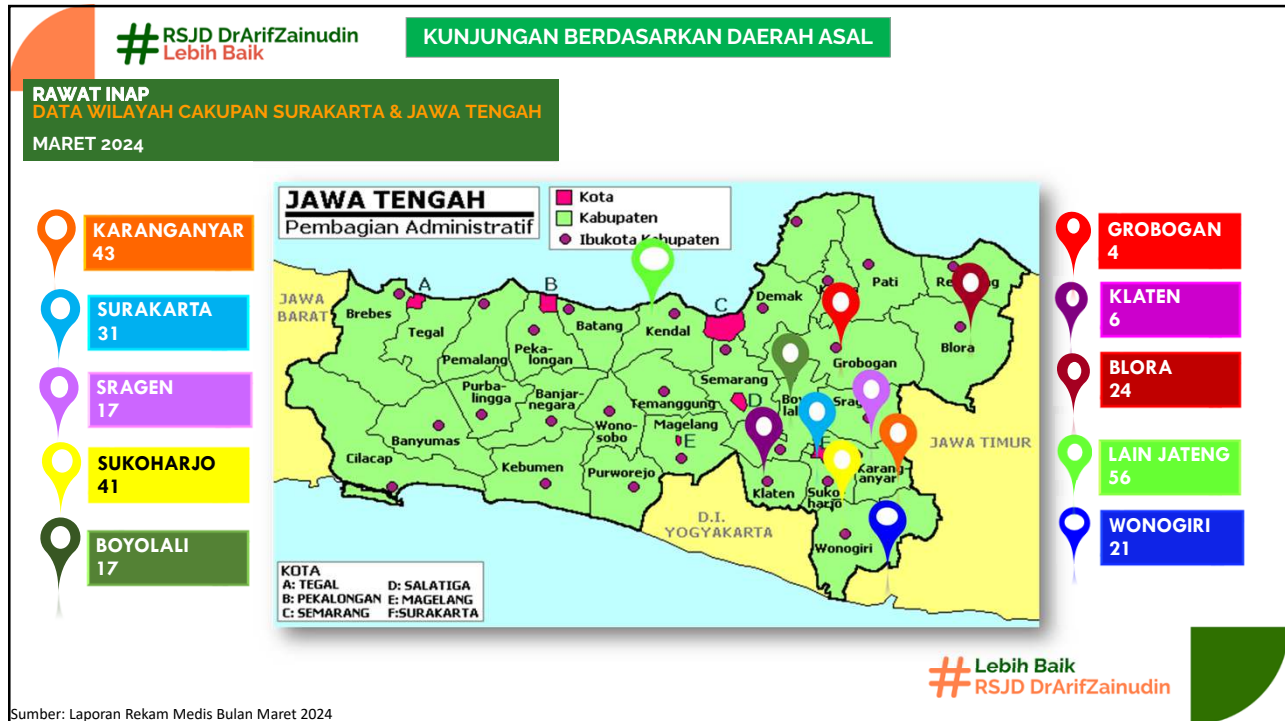 #RSJD DrArifZainudin
Lebih Baik
KUNJUNGAN BERDASARKAN DAERAH ASAL
RAWAT INAP
DATA WILAYAH CAKUPAN SURAKARTA & JAWA TENGAH
MARET 2024
KARANGANYAR
43
SURAKARTA
31
SRAGEN
17
SUKOHARJO
41
BOYOLALI
17
JAWA TENGAH
Pembagian Administratif
Kota
Kabupaten
Ibukota Kabupaten
JAWA
BARAT
A
B
C
Brebes
Tegal
Pemalang
Peka-
longan
Batang
Kendal
Demak
Pati
Blora
Grobogan
Semarang
Purba-
lingga
Banjar-
negara
Temanggung
D
Wono-
sobo
Magelang
E
Banyumas
Cilacap
Kebumen
Purworejo
Klaten
Suko
harjo
Karang
anyar
Wonogiri
JAWA TIMUR
D.I.
YOGYAKARTA
KOTA
A: TEGAL D: SALATIGA
B: PEKALONGAN E: MAGELANG
C: SEMARANG F:SURAKARTA
GROBOGAN
4
KLATEN
6
BLORA
24
LAIN JATENG
56
WONOGIRI
21
#Lebih Baik
RSJD DrArifZainudin
Sumber: Laporan Rekam Medis Bulan Maret 2024